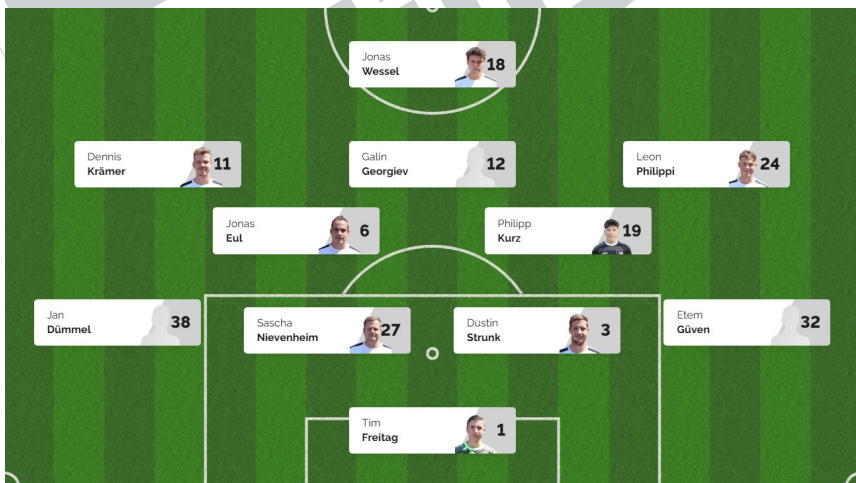 Jonas
Wessel
18
Dennis
Krämer
11
Galin
Georgiev
12
Leon
Philippi
24
Jonas
Eul
6
Philipp
Kurz
19
Jan
Dümmel
38
Sascha
Nievenheim
27
Dustin
Strunk
3
Etem
Güven
32
Tim
Freitag
1